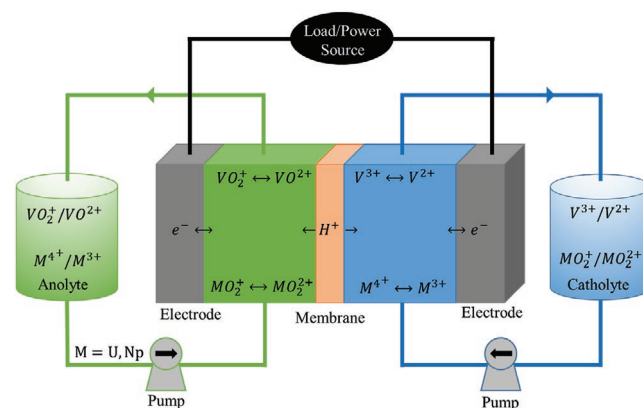 Load/Power
Source
VO₂⁺ ↔ VO²⁺
V³⁺ ↔ V²⁺
VO₂⁺/VO²⁺
M⁴⁺/M³⁺
Anolyte
e⁻ ↔
← H⁺ →
↔ e⁻
V³⁺/V²⁺
MO₂⁺/MO₂²⁺
Catholyte
MO₂⁺ ↔ MO₂²⁺
M⁴⁺ ↔ M³⁺
Electrode
Membrane
Electrode
M = U, Np
Pump
Pump